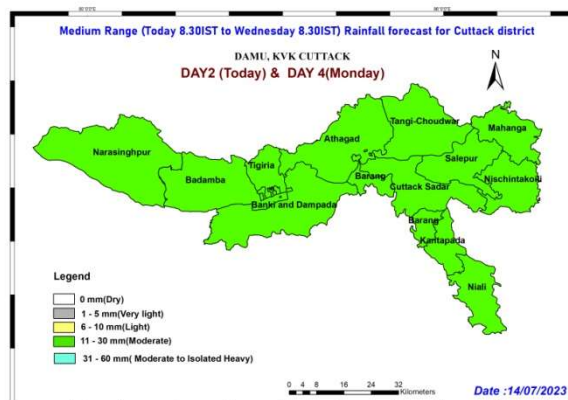 Medium Range (Today 8.30IST to Wednesday 8.30IST) Rainfall forecast for Cuttack district
DAMU, KVK CUTTACK
DAY2 (Today) & DAY 4(Monday)
N
Tangi-Choudwar
Mahanga
Athagad
Narasinghpur
Salepur
Tigiria
Badamba
Barang
Nischintakoili
Cuttack Sadar
Banki and Dampada
Barang
Kantapada
Niali
Legend
0 mm(Dry)
1 - 5 mm(Very light)
6 - 10 mm(Light)
11 - 30 mm(Moderate)
31 - 60 mm( Moderate to Isolated Heavy)
0 4 8 16 24 32
Kilometers
Date :14/07/2023